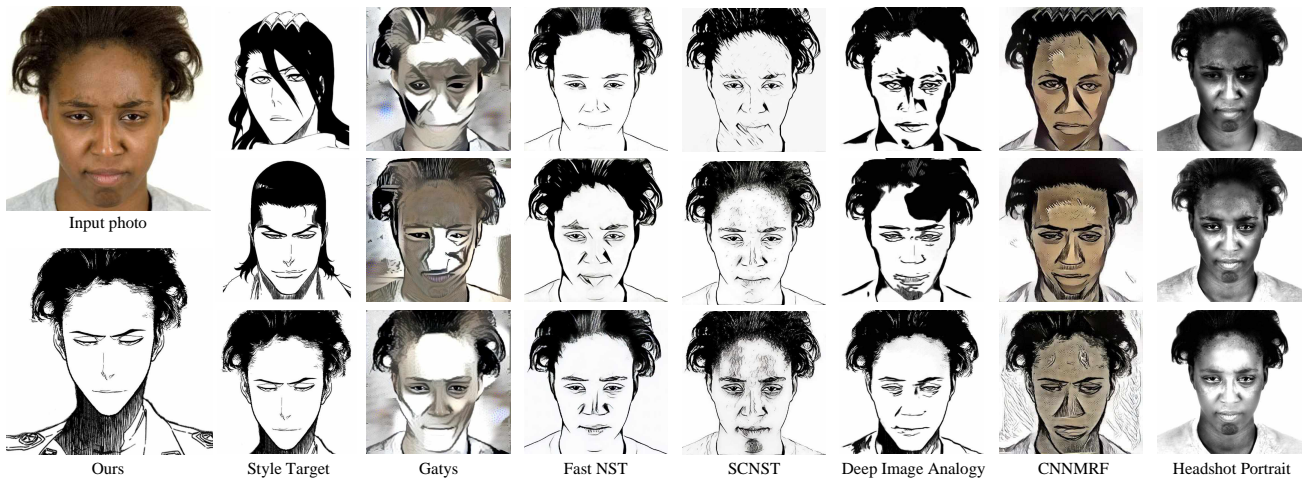 Input photo
Ours
Style Target
Gatys
Fast NST
SCNST
Deep Image Analogy
CNNMRF
Headshot Portrait